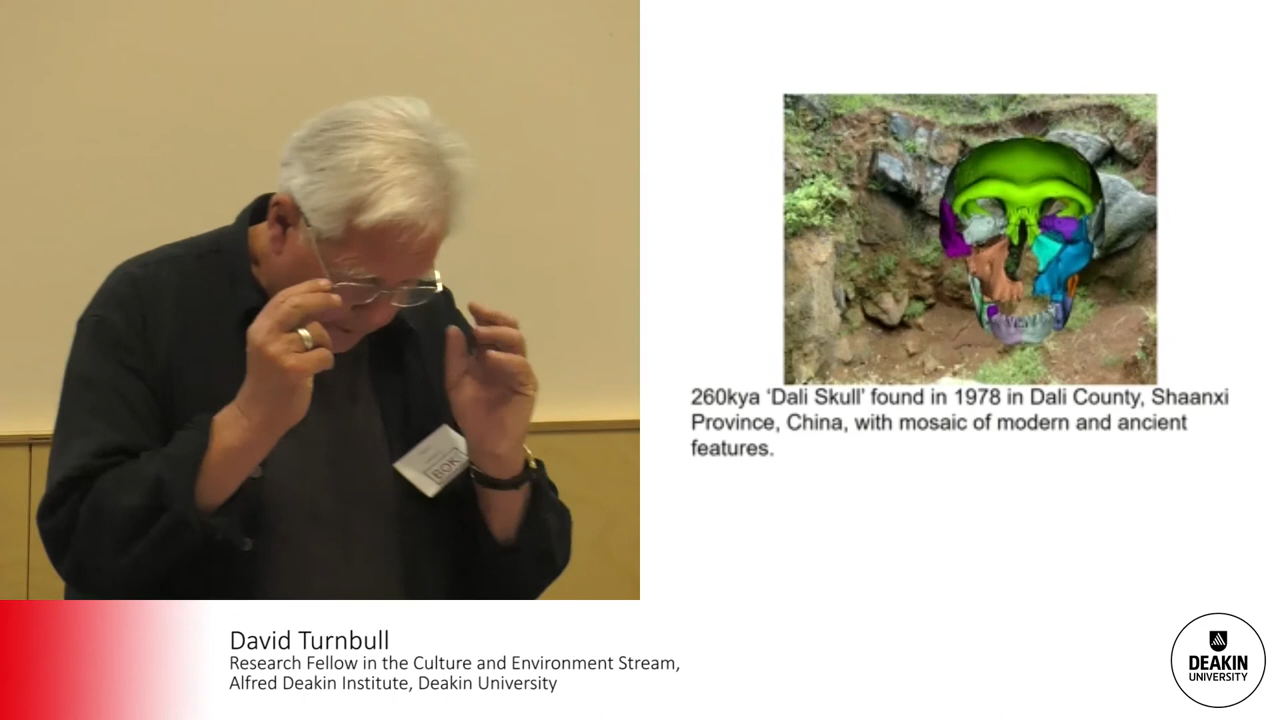 BOK
260kya ‘Dali Skull’ found in 1978 in Dali County, Shaanxi
Province, China, with mosaic of modern and ancient
features.
David Turnbull
Research Fellow in the Culture and Environment Stream,
Alfred Deakin Institute, Deakin University
DEAKIN
UNIVERSITY